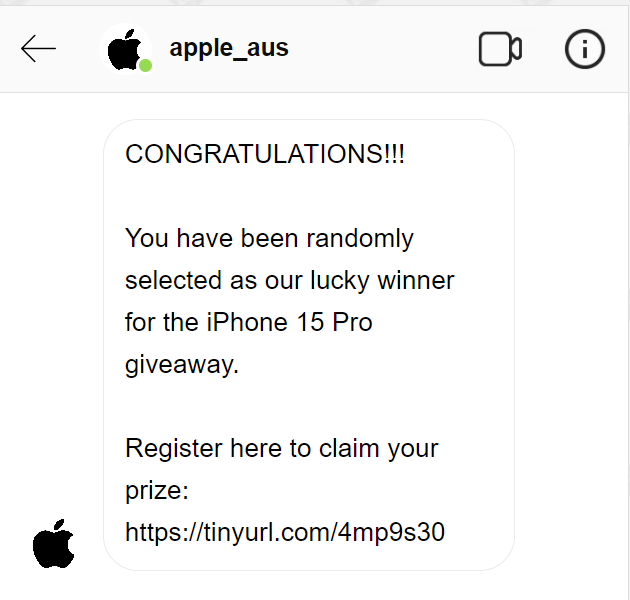 apple_aus
CONGRATULATIONS!!!
You have been randomly
selected as our lucky winner
for the iPhone 15 Pro
giveaway.
Register here to claim your
prize:
https://tinyurl.com/4mp9s30